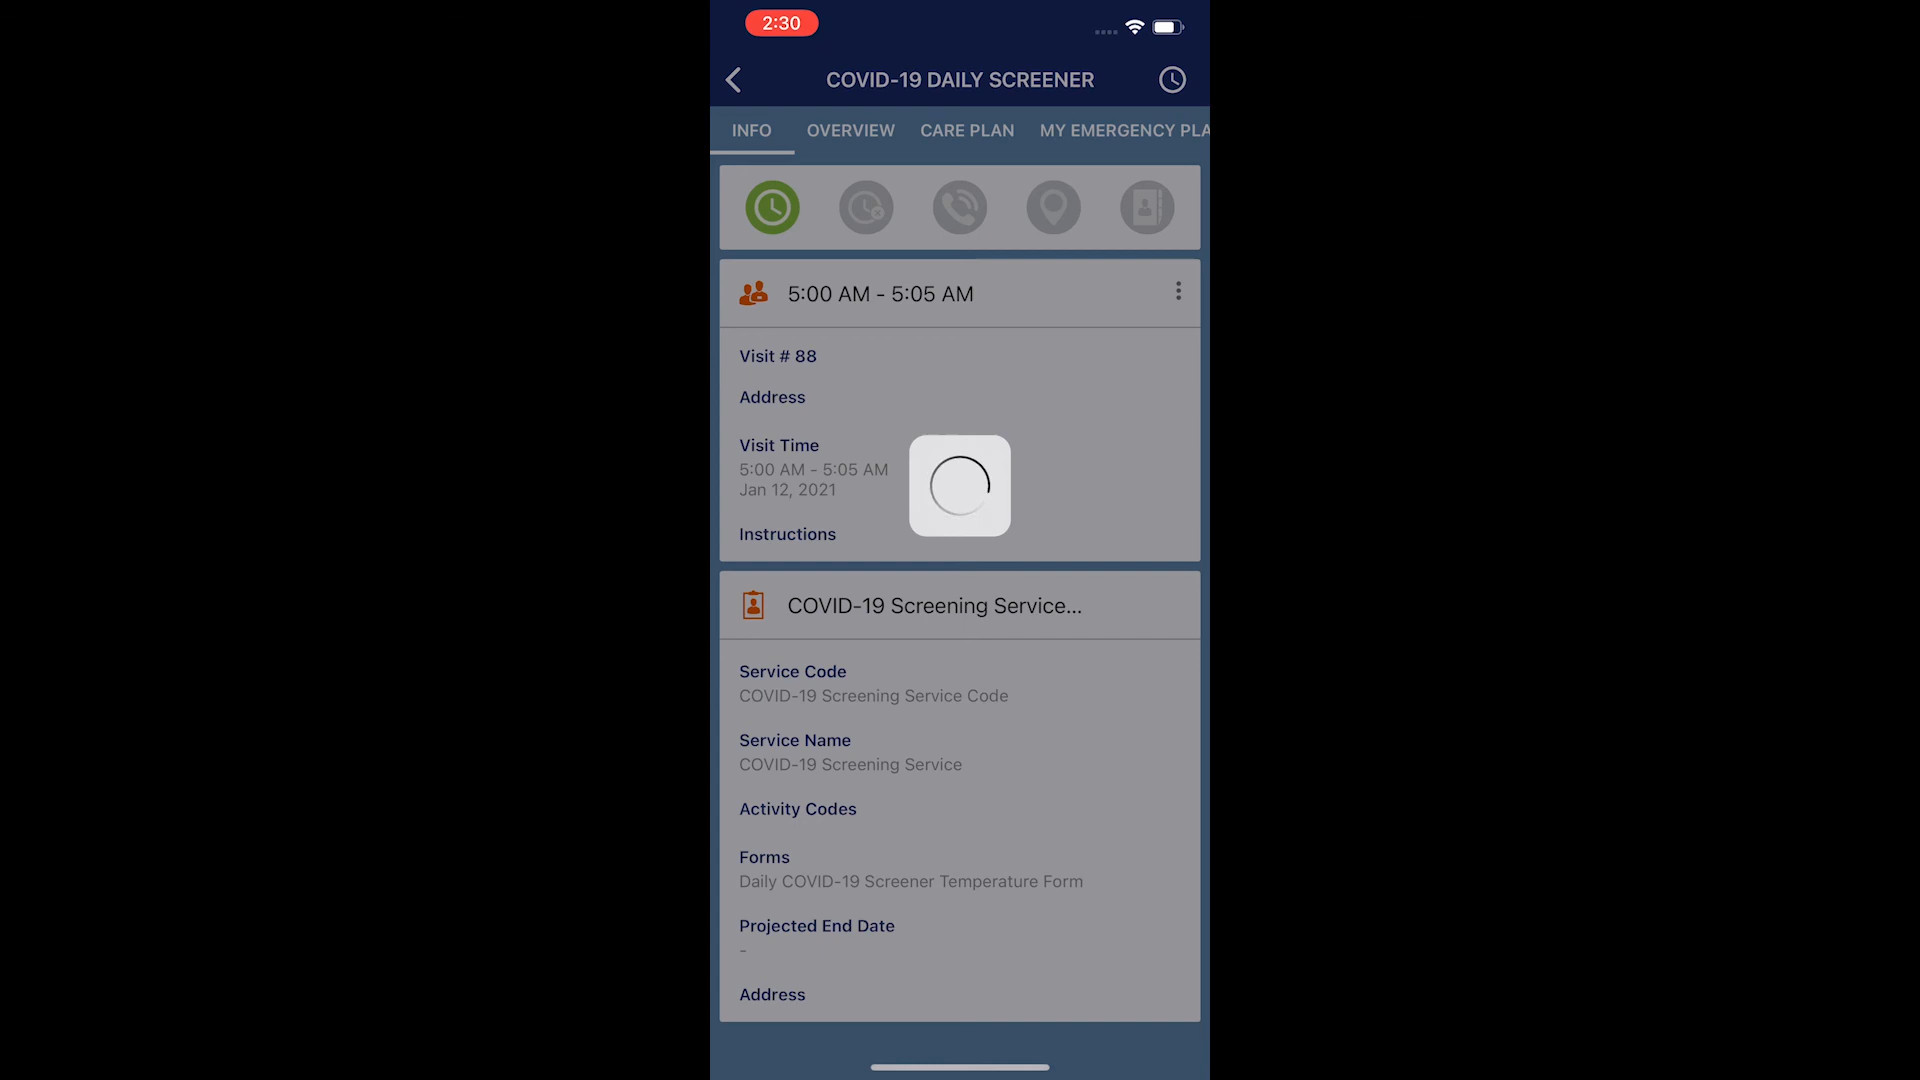 2:30
COVID-19 DAILY SCREENER
INFO OVERVIEW CARE PLAN MY EMERGENCY PLA
5:00 AM - 5:05 AM
Visit # 88
Address
Visit Time
5:00 AM - 5:05 AM
Jan 12, 2021
Instructions
COVID-19 Screening Service...
Service Code
COVID-19 Screening Service Code
Service Name
COVID-19 Screening Service
Activity Codes
Forms
Daily COVID-19 Screener Temperature Form
Projected End Date
-
Address